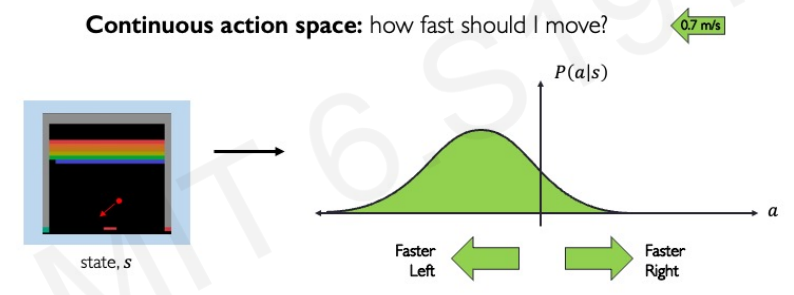 Continuous action space: how fast should I move?
0.7 m/s
P(a|s)
a
Faster
Left
Faster
Right
state, s
MIT 6.S191